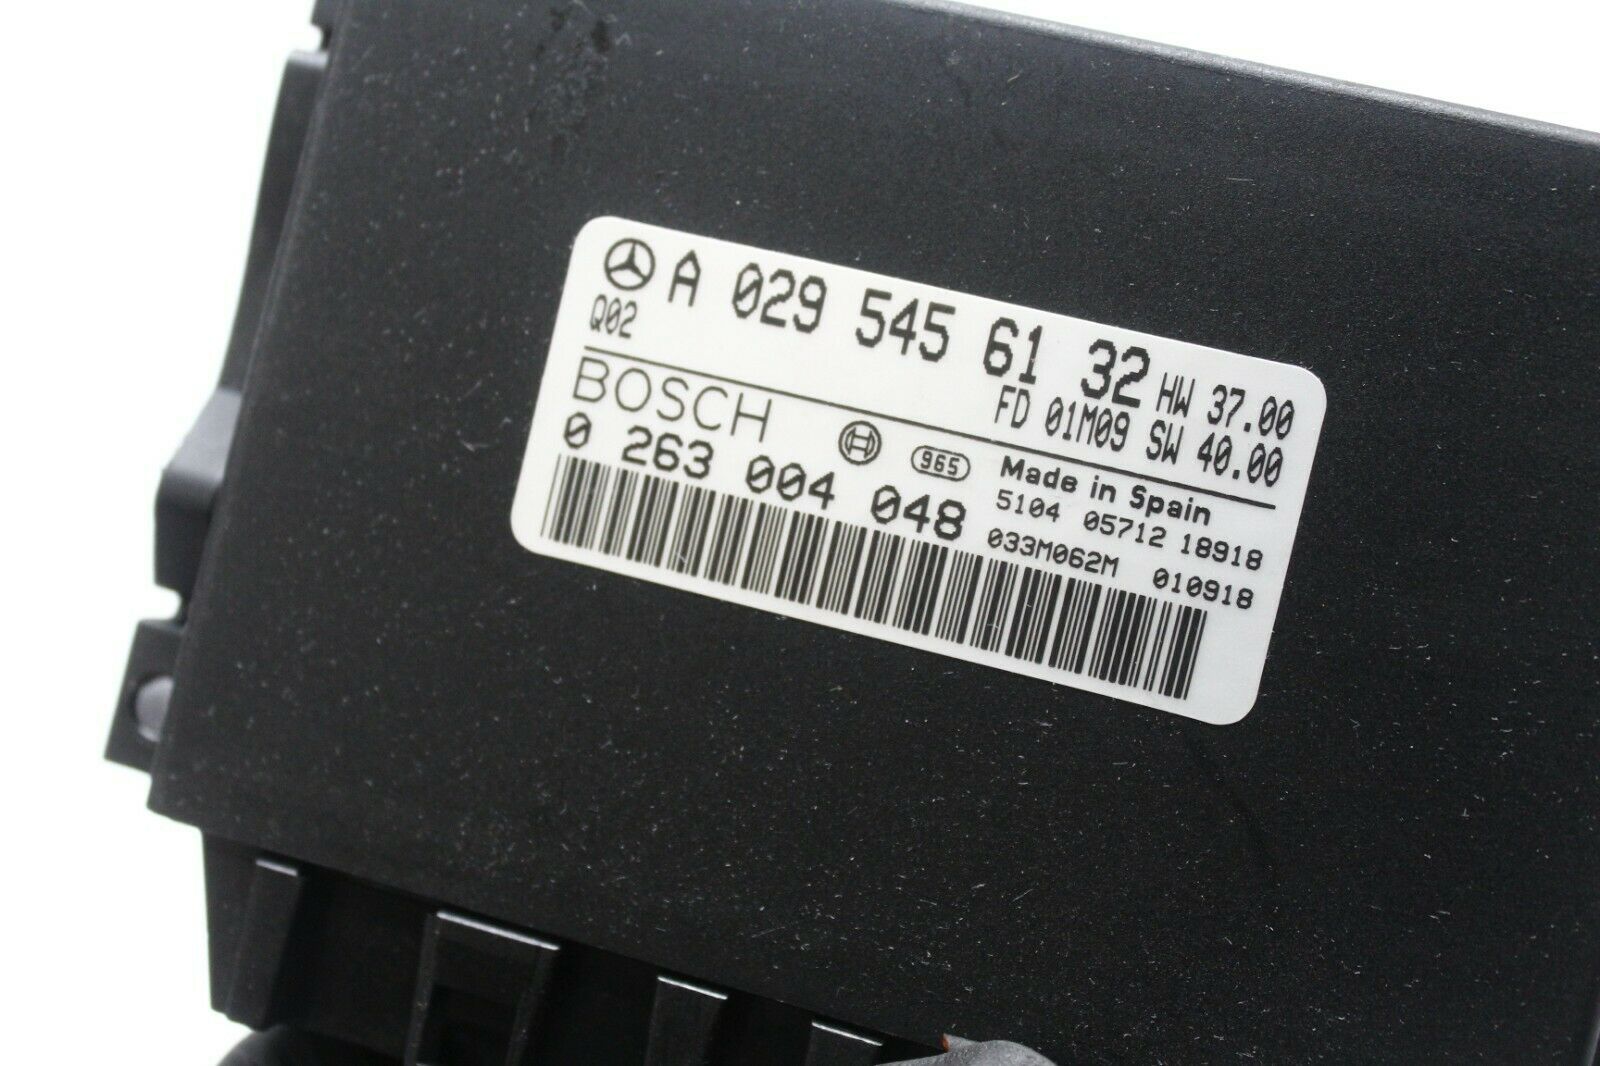 A 029 545 61 32 HW 37.00
Q02 FD 01M09 SW 40.00
BOSCH 965 Made in Spain
0 263 004 048 5104 05712 18918
033M062M 010918